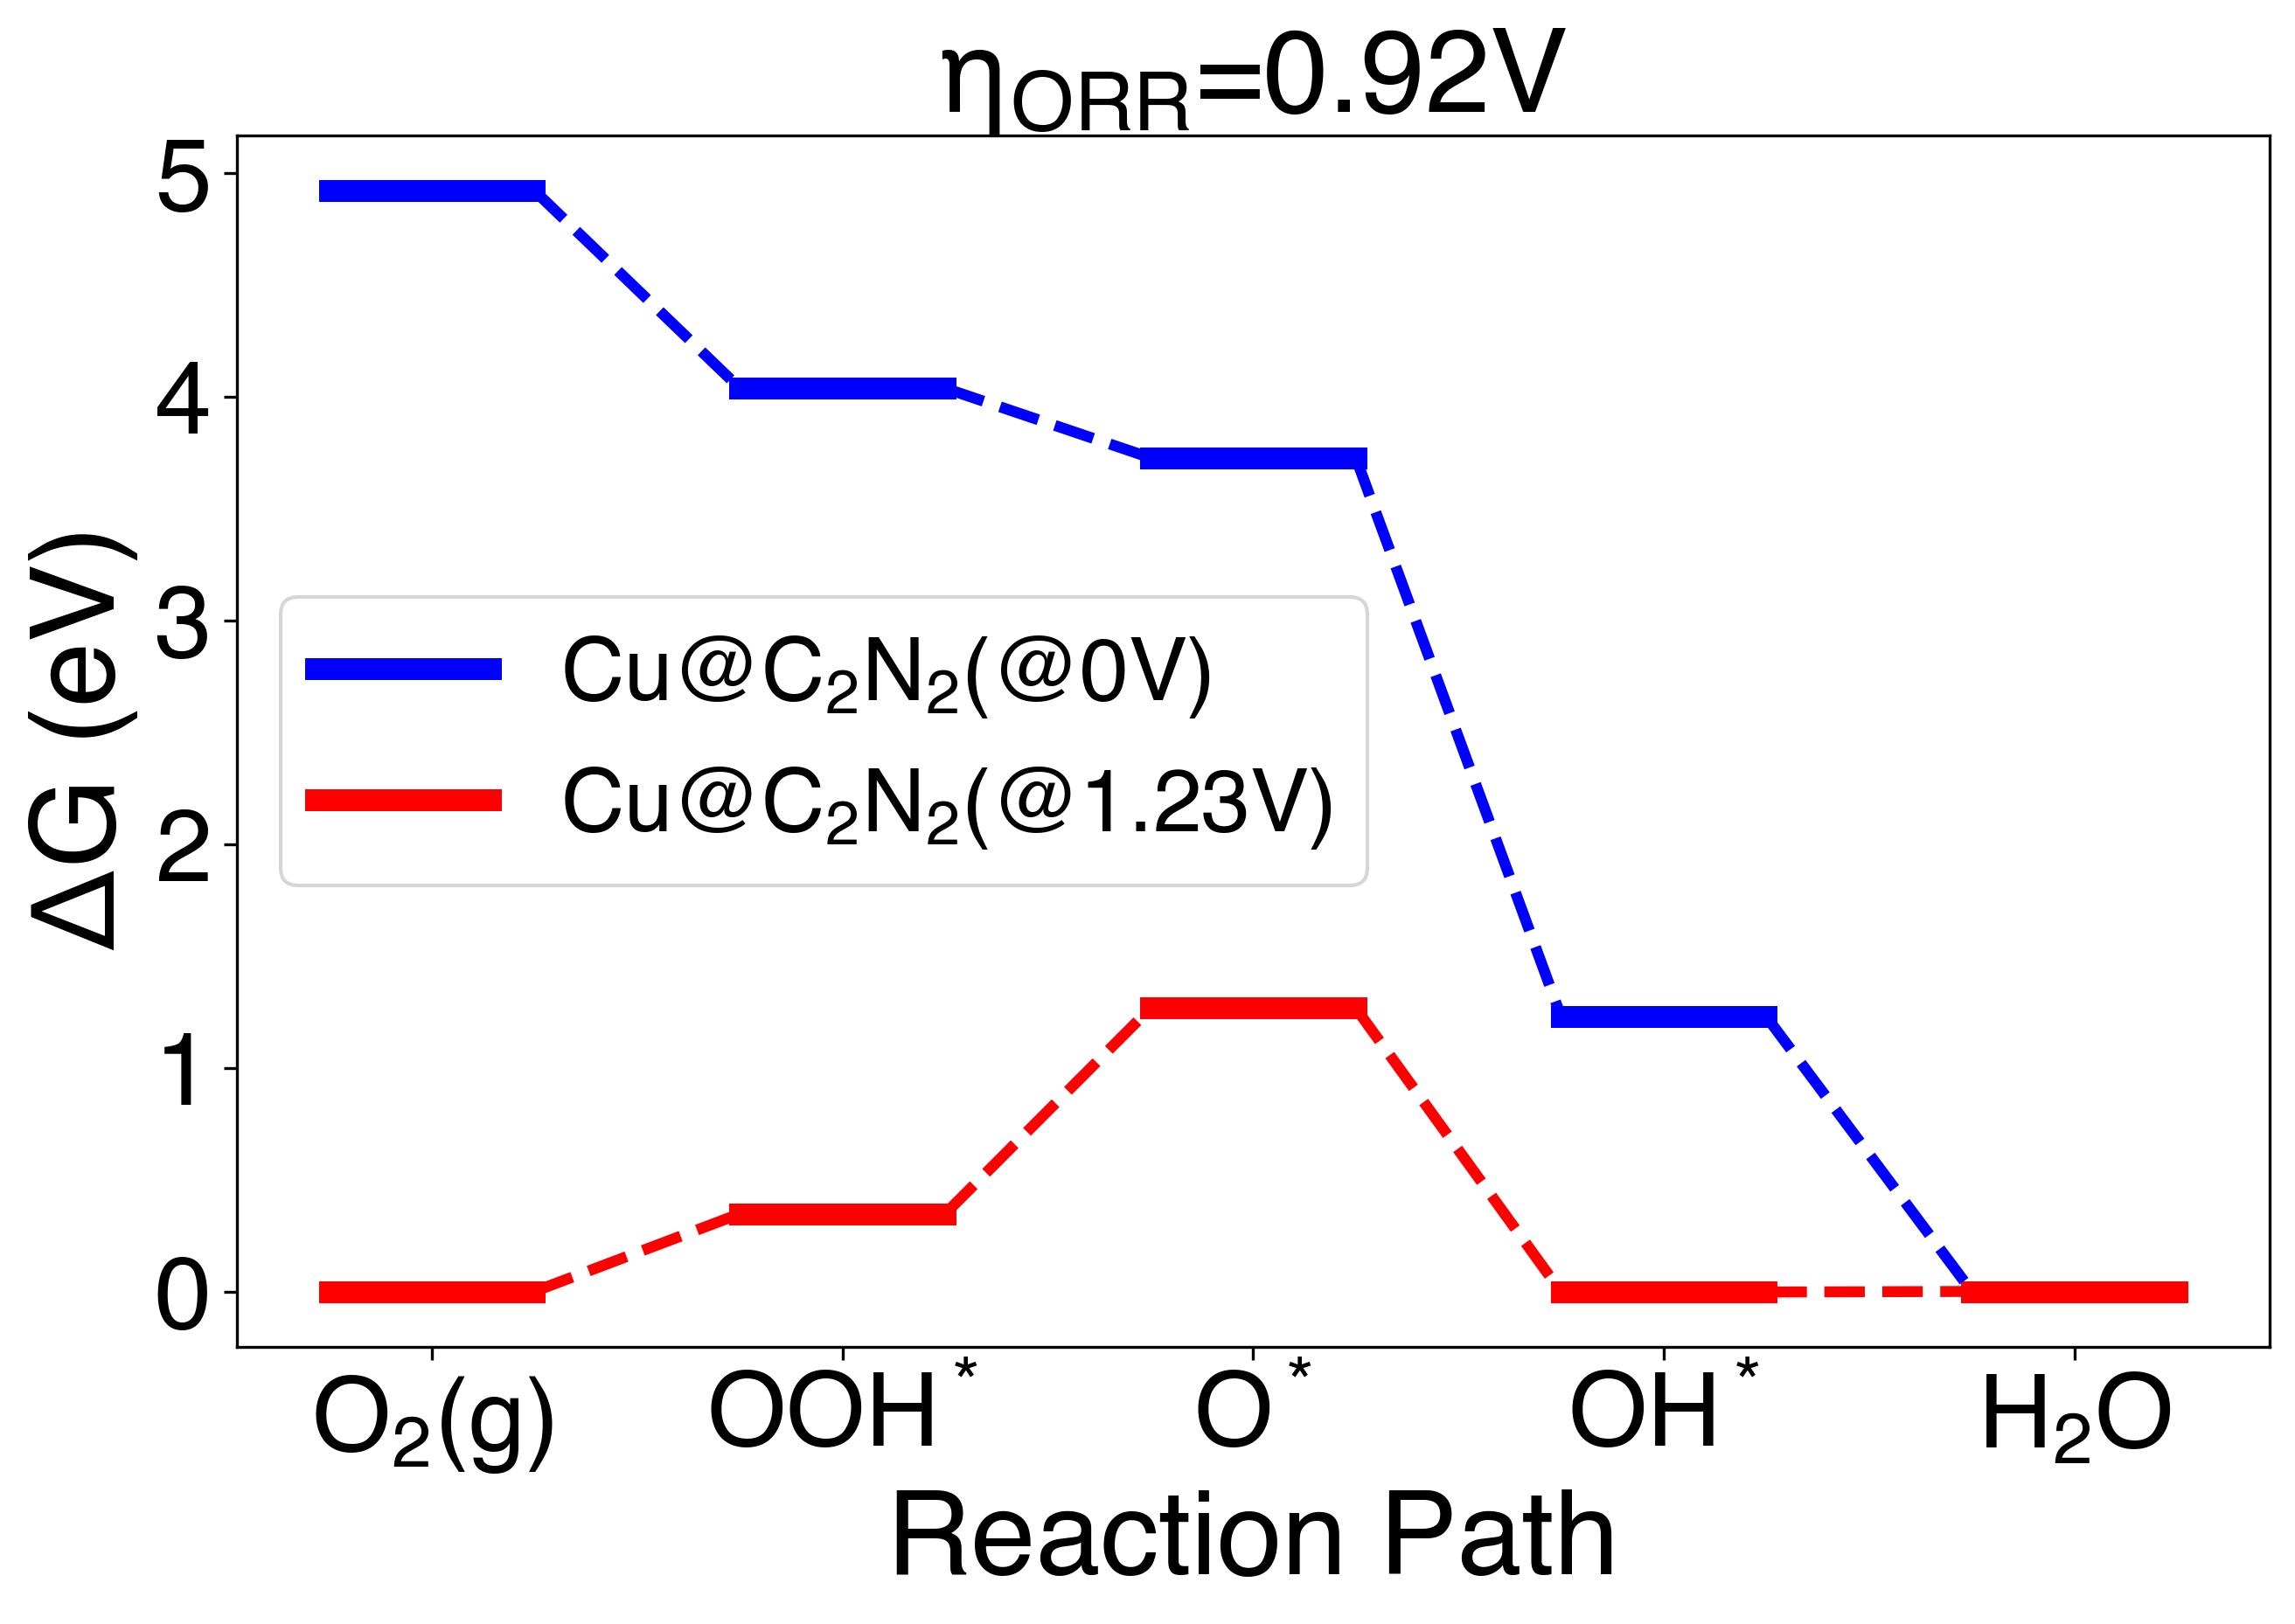 η_ORR=0.92V
ΔG (eV)
5
4
3
2
1
0
Cu@C₂N₂(@0V)
Cu@C₂N₂(@1.23V)
O₂(g) OOH* O* OH* H₂O
Reaction Path